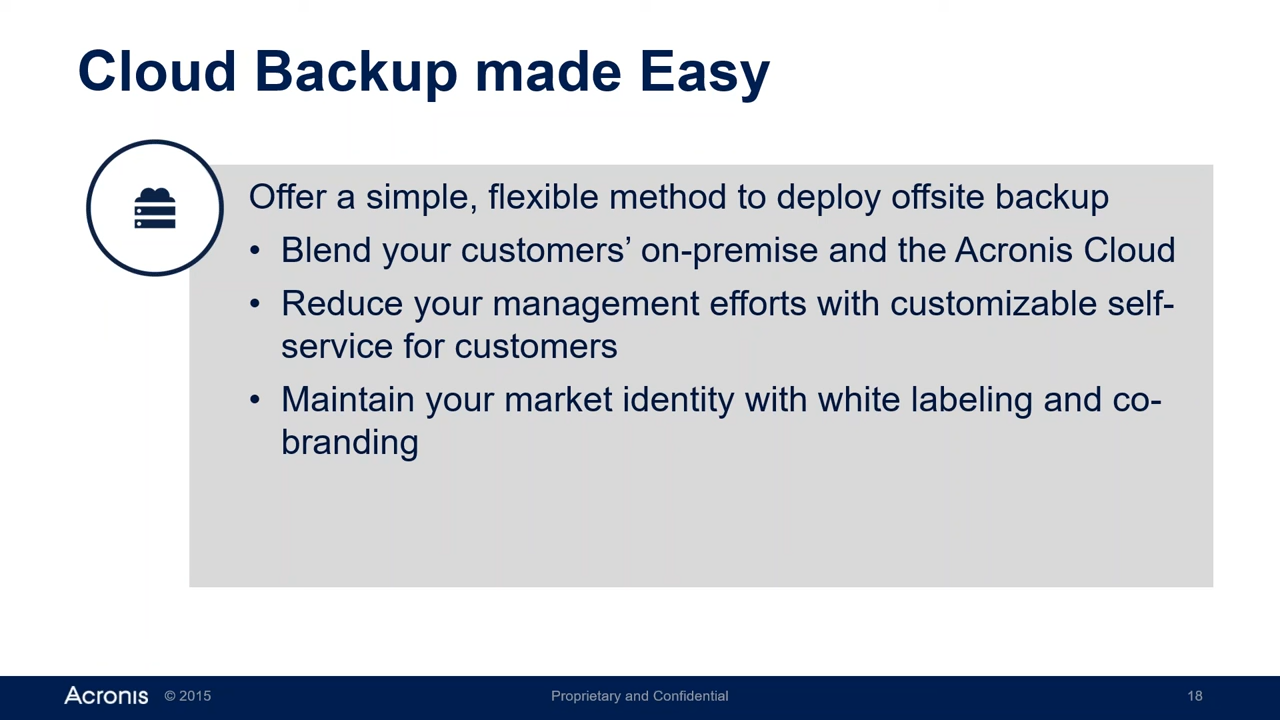 Cloud Backup made Easy
Offer a simple, flexible method to deploy offsite backup
• Blend your customers’ on-premise and the Acronis Cloud
• Reduce your management efforts with customizable self-
service for customers
• Maintain your market identity with white labeling and co-
branding
Acronis © 2015 Proprietary and Confidential 18